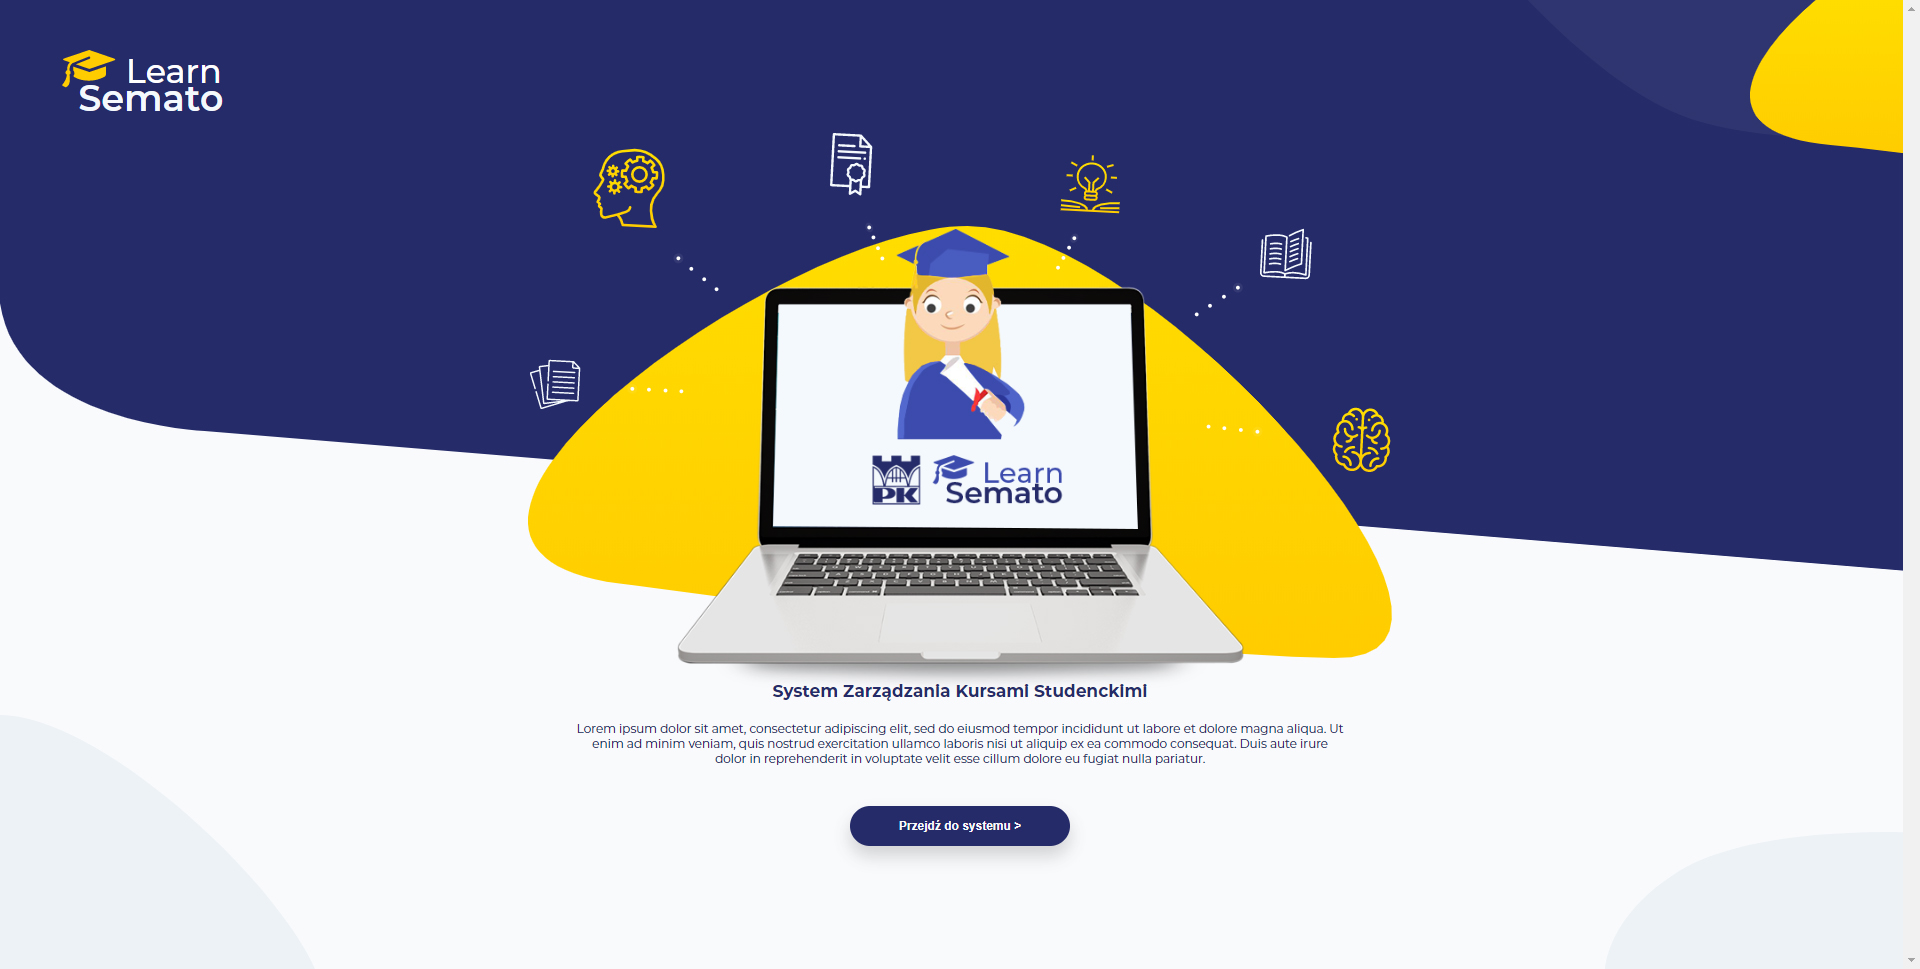 Learn
Semato
PK
Learn
Semato
System Zarządzania Kursami Studenckimi
Lorem ipsum dolor sit amet, consectetur adipiscing elit, sed do eiusmod tempor incididunt ut labore et dolore magna aliqua. Ut
enim ad minim veniam, quis nostrud exercitation ullamco laboris nisi ut aliquip ex ea commodo consequat. Duis aute irure
dolor in reprehenderit in voluptate velit esse cillum dolore eu fugiat nulla pariatur.
Przejdź do systemu >